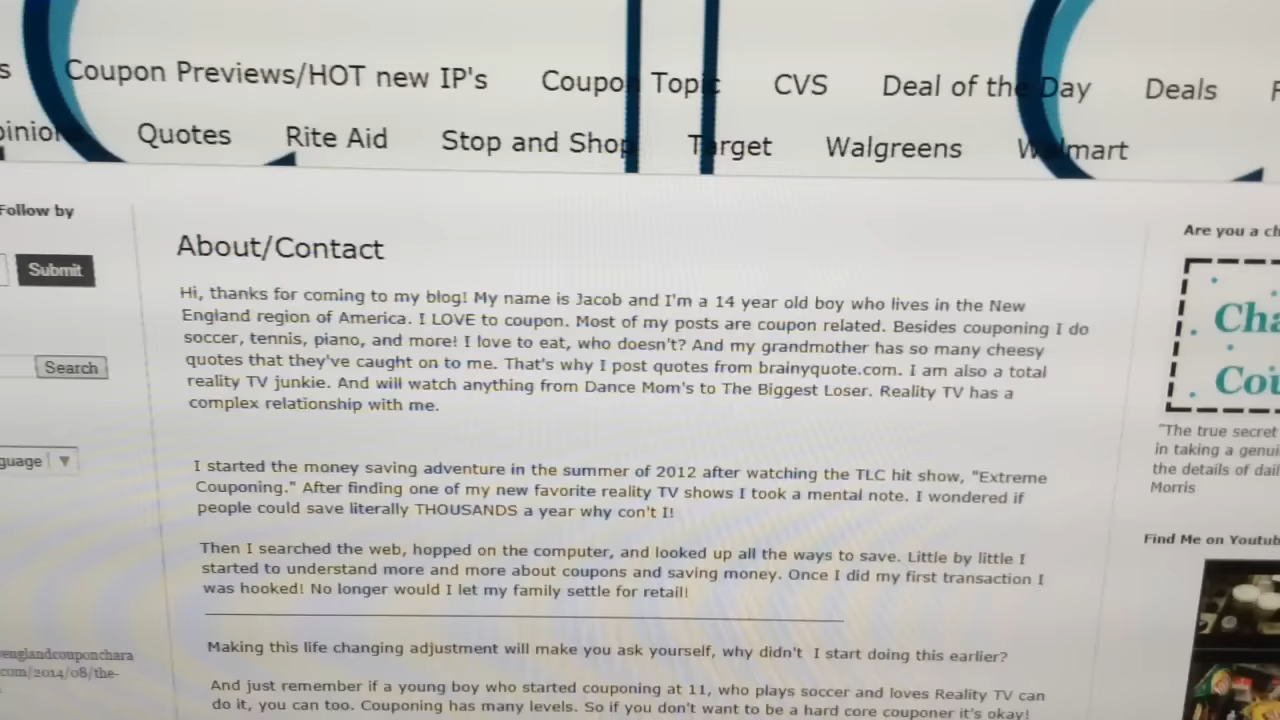 Coupon Previews/HOT new IP's Coupon Topic CVS Deal of the Day Deals
Quotes Rite Aid Stop and Shop Target Walgreens Walmart
Follow by
Submit
Search
About/Contact
Hi, thanks for coming to my blog! My name is Jacob and I'm a 14 year old boy who lives in the New
England region of America. I LOVE to coupon. Most of my posts are coupon related. Besides couponing I do
soccer, tennis, piano, and more! I love to eat, who doesn't? And my grandmother has so many cheesy
quotes that they've caught on to me. That's why I post quotes from brainyquote.com. I am also a total
reality TV junkie. And will watch anything from Dance Mom's to The Biggest Loser. Reality TV has a
complex relationship with me.
I started the money saving adventure in the summer of 2012 after watching the TLC hit show, "Extreme
Couponing." After finding one of my new favorite reality TV shows I took a mental note. I wondered if
people could save literally THOUSANDS a year why con't I!
Then I searched the web, hopped on the computer, and looked up all the ways to save. Little by little I
started to understand more and more about coupons and saving money. Once I did my first transaction I
was hooked! No longer would I let my family settle for retail!
Making this life changing adjustment will make you ask yourself, why didn't I start doing this earlier?
And just remember if a young boy who started couponing at 11, who plays soccer and loves Reality TV can
do it, you can too. Couponing has many levels. So if you don't want to be a hard core couponer it's okay!
englandcouponchara
com/2014/08/the-
Are you a ch
Cha
Cou
"The true secret
in taking a genui
the details of dail
Morris
Find Me on Youtub